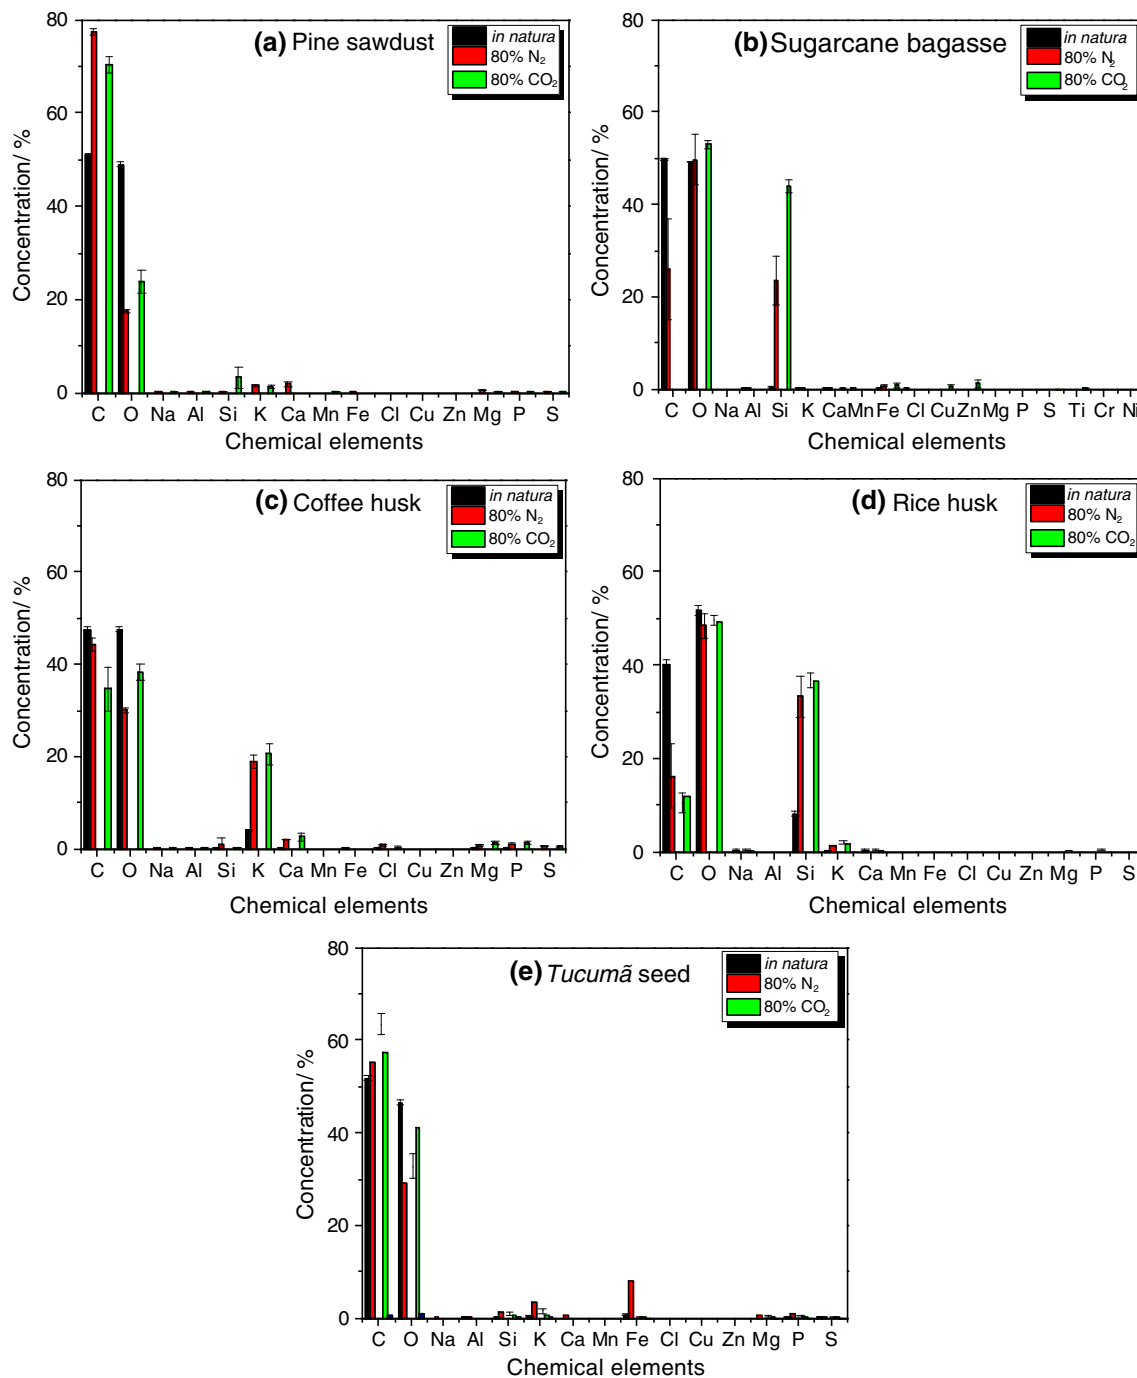 (a) Pine sawdust
in natura
80% N₂
80% CO₂
80
60
40
20
0
Concentration/ %
C O Na Al Si K Ca Mn Fe Cl Cu Zn Mg P S
Chemical elements
(b) Sugarcane bagasse
in natura
80% N₂
80% CO₂
80
60
40
20
0
Concentration/ %
C O Na Al Si K Ca Mn Fe Cl Cu Zn Mg P S Ti Cr Ni
Chemical elements
(c) Coffee husk
in natura
80% N₂
80% CO₂
80
60
40
20
0
Concentration/ %
C O Na Al Si K Ca Mn Fe Cl Cu Zn Mg P S
Chemical elements
(d) Rice husk
in natura
80% N₂
80% CO₂
80
60
40
20
0
Concentration/ %
C O Na Al Si K Ca Mn Fe Cl Cu Zn Mg P S
Chemical elements
(e) Tucumã seed
in natura
80% N₂
80% CO₂
80
60
40
20
0
Concentration/ %
C O Na Al Si K Ca Mn Fe Cl Cu Zn Mg P S
Chemical elements